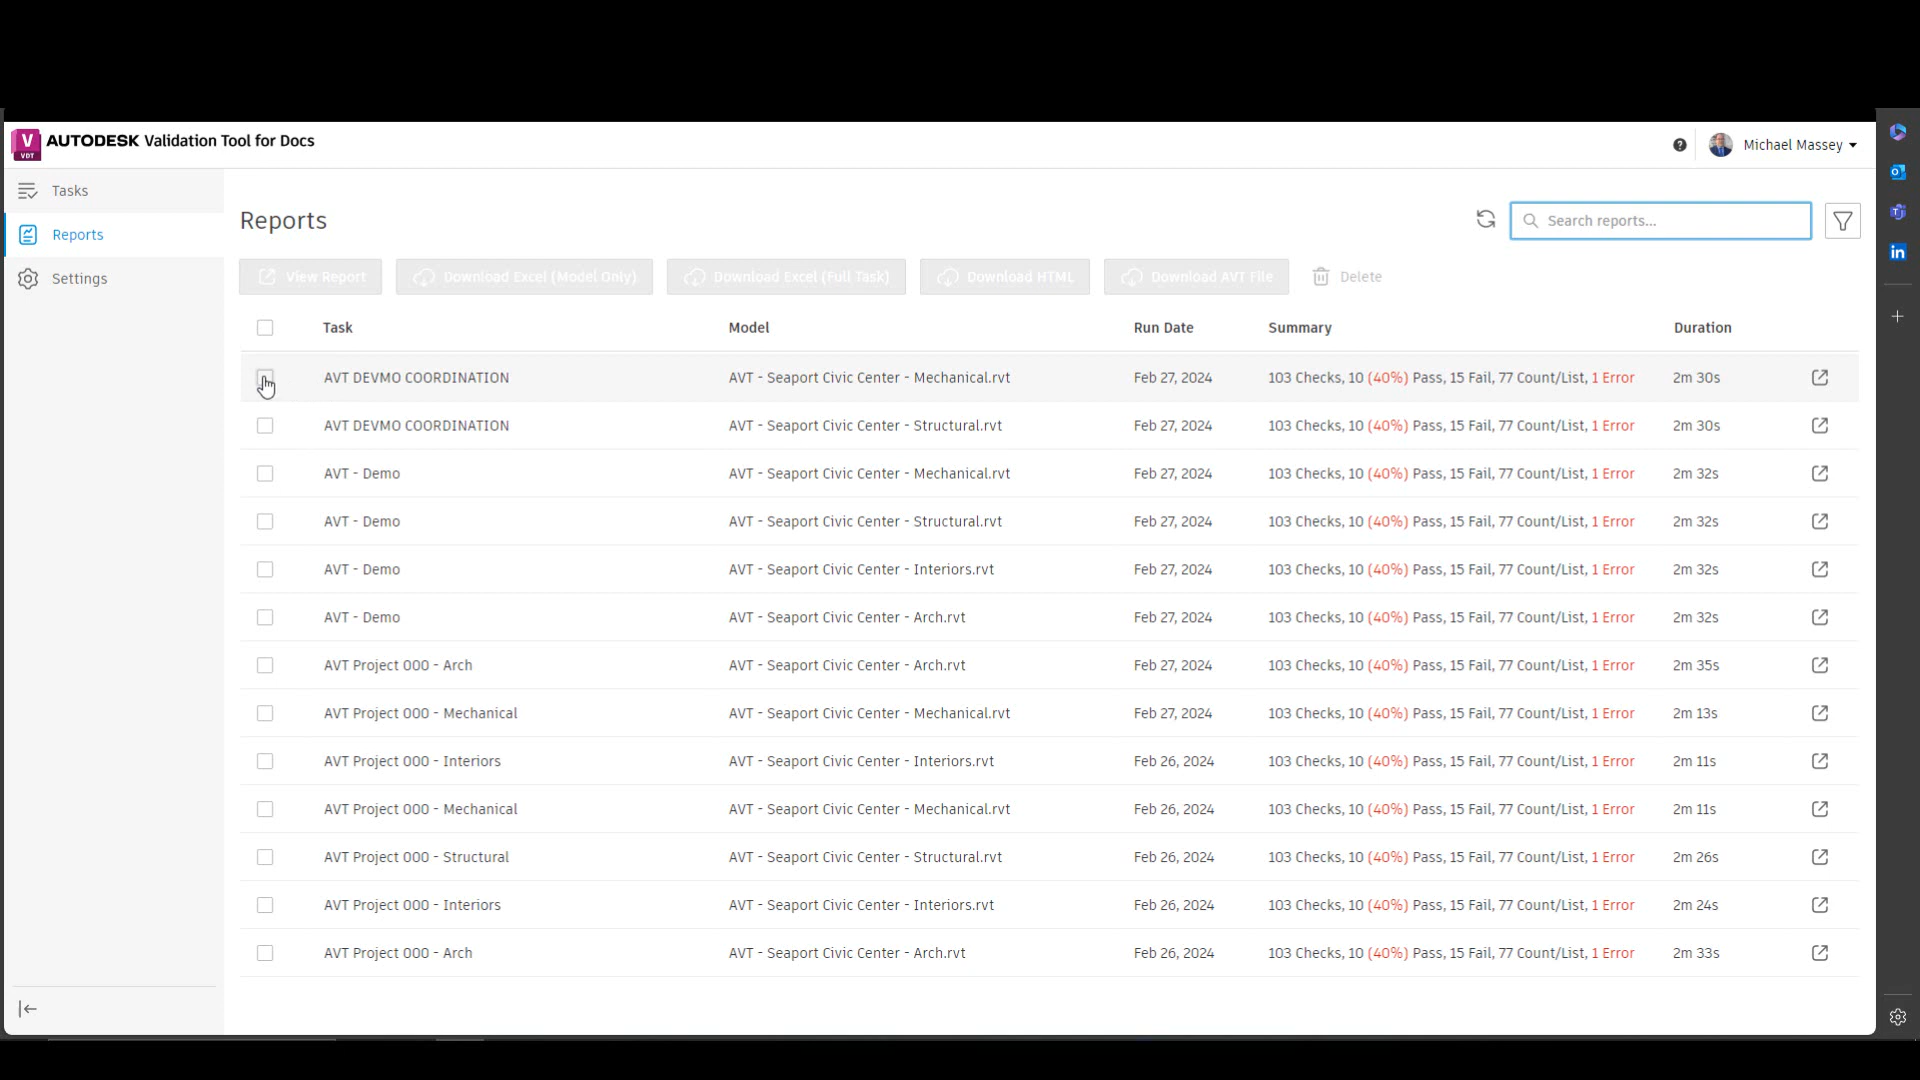 V
VDT
AUTODESK Validation Tool for Docs
Michael Massey
Tasks
Reports
Settings
Reports
Search reports...
View Report
Download Excel (Model Only)
Download Excel (Full Task)
Download HTML
Download AVT File
Delete
Task Model Run Date Summary Duration
AVT DEVMO COORDINATION AVT - Seaport Civic Center - Mechanical.rvt Feb 27, 2024 103 Checks, 10 (40%) Pass, 15 Fail, 77 Count/List, 1 Error 2m 30s
AVT DEVMO COORDINATION AVT - Seaport Civic Center - Structural.rvt Feb 27, 2024 103 Checks, 10 (40%) Pass, 15 Fail, 77 Count/List, 1 Error 2m 30s
AVT - Demo AVT - Seaport Civic Center - Mechanical.rvt Feb 27, 2024 103 Checks, 10 (40%) Pass, 15 Fail, 77 Count/List, 1 Error 2m 32s
AVT - Demo AVT - Seaport Civic Center - Structural.rvt Feb 27, 2024 103 Checks, 10 (40%) Pass, 15 Fail, 77 Count/List, 1 Error 2m 32s
AVT - Demo AVT - Seaport Civic Center - Interiors.rvt Feb 27, 2024 103 Checks, 10 (40%) Pass, 15 Fail, 77 Count/List, 1 Error 2m 32s
AVT - Demo AVT - Seaport Civic Center - Arch.rvt Feb 27, 2024 103 Checks, 10 (40%) Pass, 15 Fail, 77 Count/List, 1 Error 2m 32s
AVT Project 000 - Arch AVT - Seaport Civic Center - Arch.rvt Feb 27, 2024 103 Checks, 10 (40%) Pass, 15 Fail, 77 Count/List, 1 Error 2m 35s
AVT Project 000 - Mechanical AVT - Seaport Civic Center - Mechanical.rvt Feb 27, 2024 103 Checks, 10 (40%) Pass, 15 Fail, 77 Count/List, 1 Error 2m 13s
AVT Project 000 - Interiors AVT - Seaport Civic Center - Interiors.rvt Feb 26, 2024 103 Checks, 10 (40%) Pass, 15 Fail, 77 Count/List, 1 Error 2m 11s
AVT Project 000 - Mechanical AVT - Seaport Civic Center - Mechanical.rvt Feb 26, 2024 103 Checks, 10 (40%) Pass, 15 Fail, 77 Count/List, 1 Error 2m 11s
AVT Project 000 - Structural AVT - Seaport Civic Center - Structural.rvt Feb 26, 2024 103 Checks, 10 (40%) Pass, 15 Fail, 77 Count/List, 1 Error 2m 26s
AVT Project 000 - Interiors AVT - Seaport Civic Center - Interiors.rvt Feb 26, 2024 103 Checks, 10 (40%) Pass, 15 Fail, 77 Count/List, 1 Error 2m 24s
AVT Project 000 - Arch AVT - Seaport Civic Center - Arch.rvt Feb 26, 2024 103 Checks, 10 (40%) Pass, 15 Fail, 77 Count/List, 1 Error 2m 33s